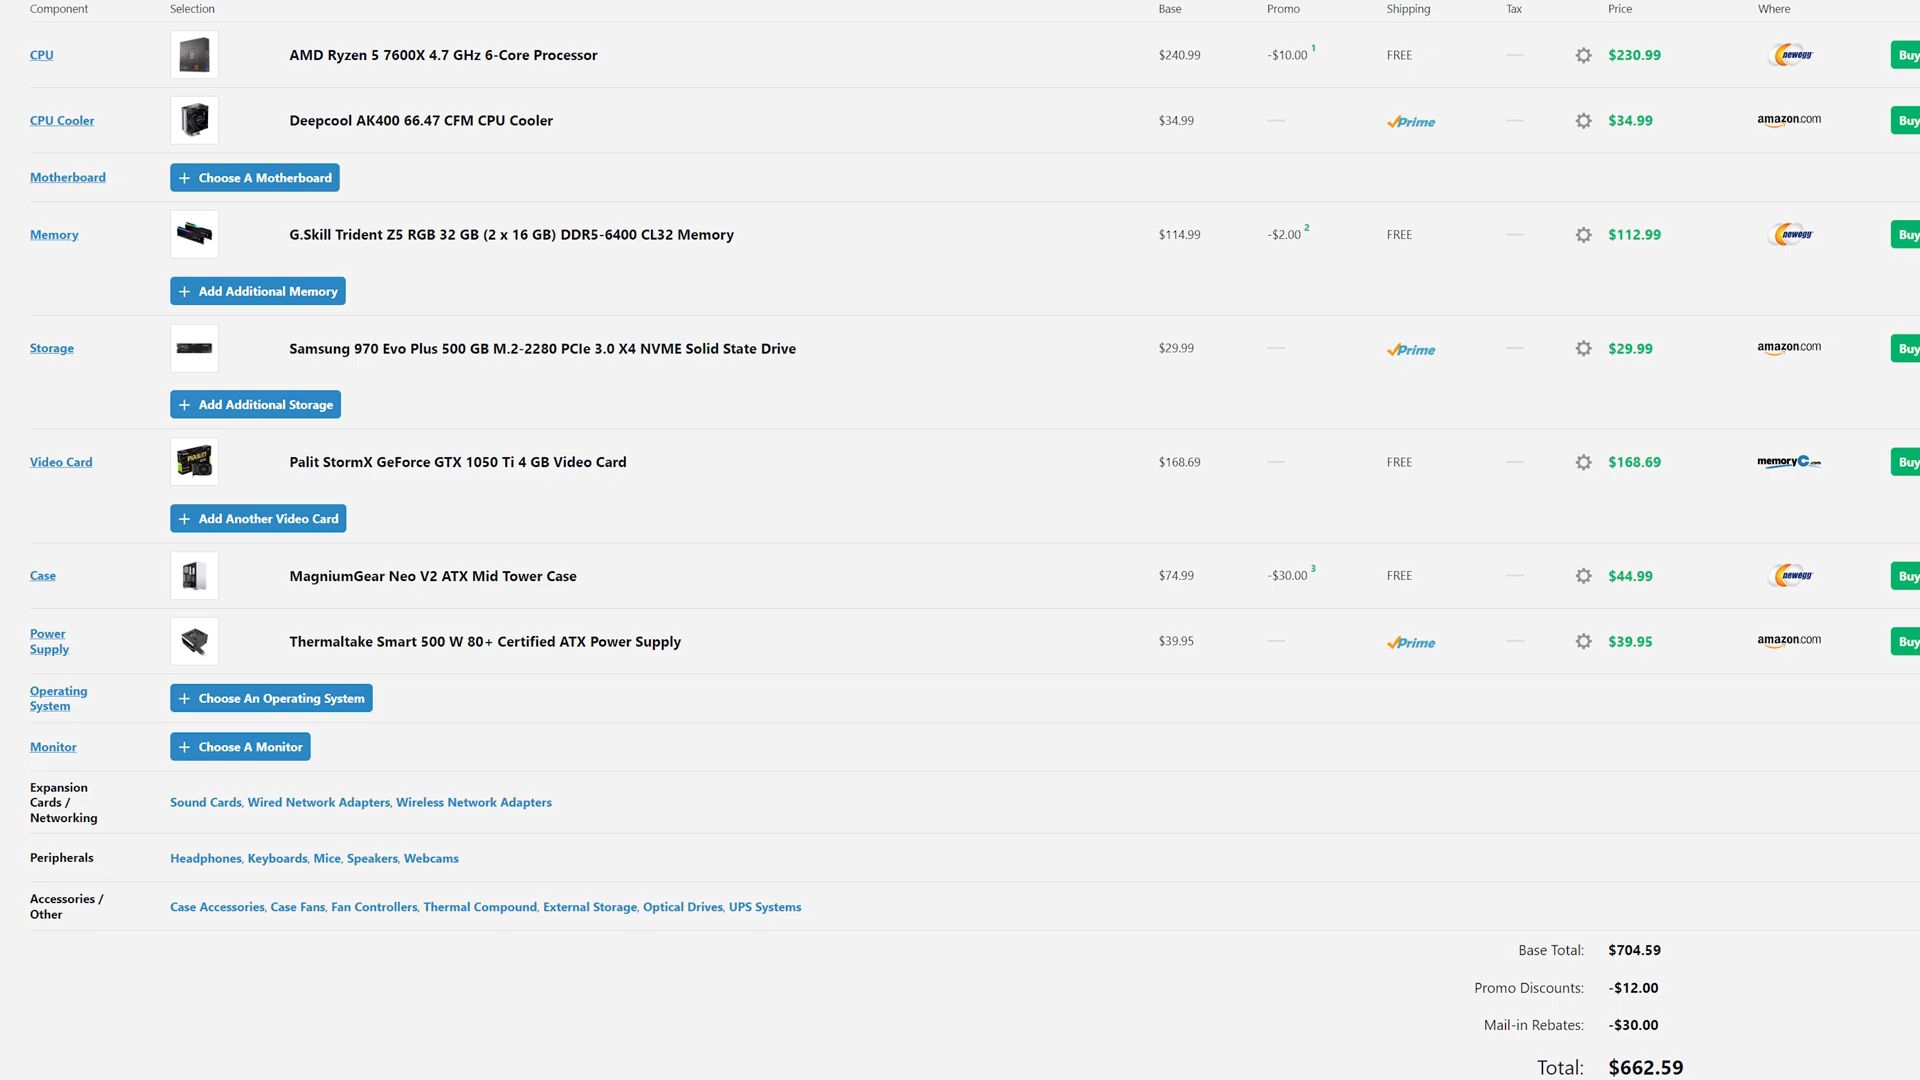 Component Selection Base Promo Shipping Tax Price Where
CPU AMD Ryzen 5 7600X 4.7 GHz 6-Core Processor $240.99 -$10.00 1 FREE — $230.99 newegg Buy
CPU Cooler Deepcool AK400 66.47 CFM CPU Cooler $34.99 — Prime — $34.99 amazon.com Buy
Motherboard + Choose A Motherboard
Memory G.Skill Trident Z5 RGB 32 GB (2 x 16 GB) DDR5-6400 CL32 Memory $114.99 -$2.00 2 FREE — $112.99 newegg Buy
+ Add Additional Memory
Storage Samsung 970 Evo Plus 500 GB M.2-2280 PCIe 3.0 X4 NVME Solid State Drive $29.99 — Prime — $29.99 amazon.com Buy
+ Add Additional Storage
Video Card Palit StormX GeForce GTX 1050 Ti 4 GB Video Card $168.69 — FREE — $168.69 memoryC.com Buy
+ Add Another Video Card
Case MagniumGear Neo V2 ATX Mid Tower Case $74.99 -$30.00 3 FREE — $44.99 newegg Buy
Power
Supply Thermaltake Smart 500 W 80+ Certified ATX Power Supply $39.95 — Prime — $39.95 amazon.com Buy
Operating
System + Choose An Operating System
Monitor + Choose A Monitor
Expansion
Cards / Sound Cards, Wired Network Adapters, Wireless Network Adapters
Networking
Peripherals Headphones, Keyboards, Mice, Speakers, Webcams
Accessories /
Other Case Accessories, Case Fans, Fan Controllers, Thermal Compound, External Storage, Optical Drives, UPS Systems
Base Total: $704.59
Promo Discounts: -$12.00
Mail-in Rebates: -$30.00
Total: $662.59